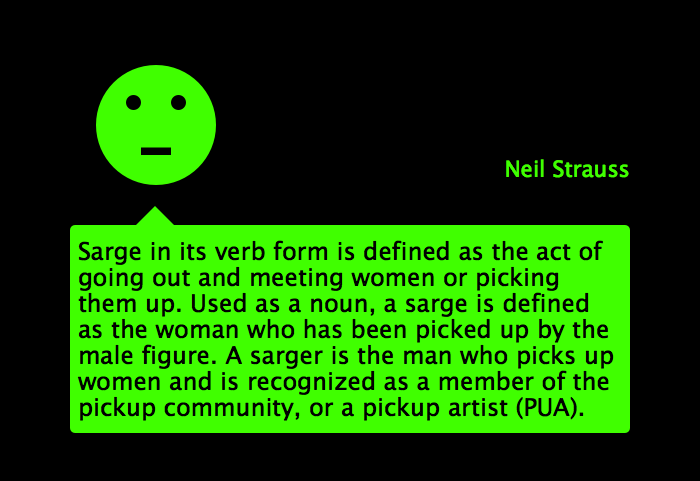 Neil Strauss
Sarge in its verb form is defined as the act of
going out and meeting women or picking
them up. Used as a noun, a sarge is defined
as the woman who has been picked up by the
male figure. A sarger is the man who picks up
women and is recognized as a member of the
pickup community, or a pickup artist (PUA).